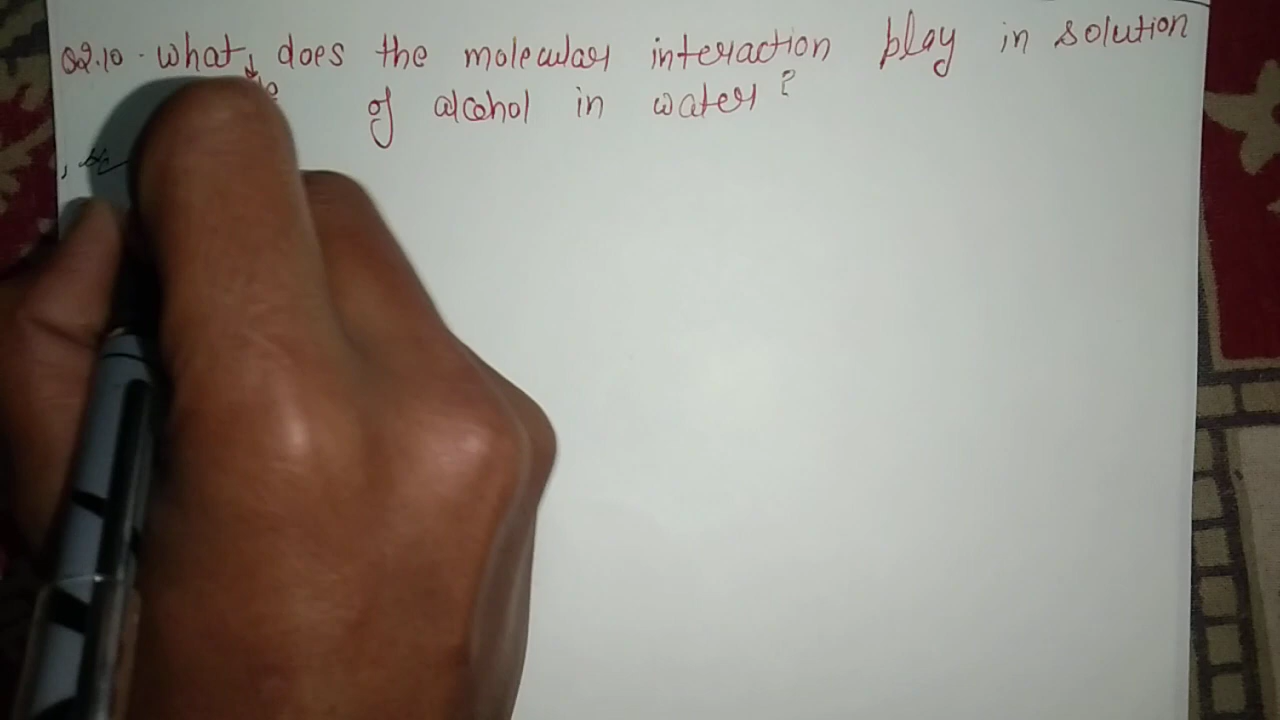 Q2.10. What does the molecular interaction play in solution
of alcohol in water?